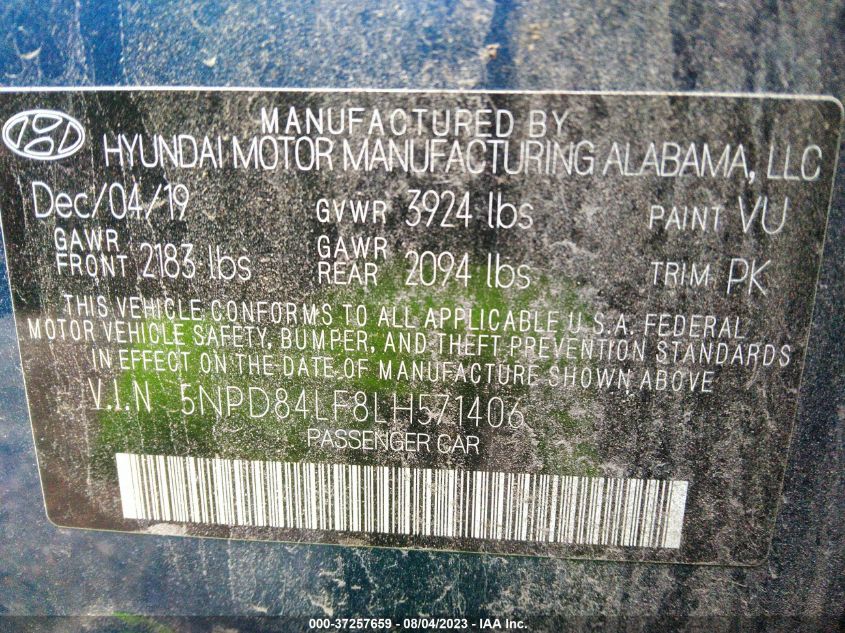 MANUFACTURED BY
HYUNDAI MOTOR MANUFACTURING ALABAMA, LLC
Dec/04/19 GVWR 3924 lbs PAINT VU
GAWR FRONT 2183 lbs GAWR REAR 2094 lbs TRIM PK
THIS VEHICLE CONFORMS TO ALL APPLICABLE U.S.A. FEDERAL
MOTOR VEHICLE SAFETY, BUMPER, AND THEFT PREVENTION STANDARDS
IN EFFECT ON THE DATE OF MANUFACTURE SHOWN ABOVE
V.I.N 5NPD84LF8LH571406
PASSENGER CAR
000-37257659 - 08/04/2023 - IAA Inc.